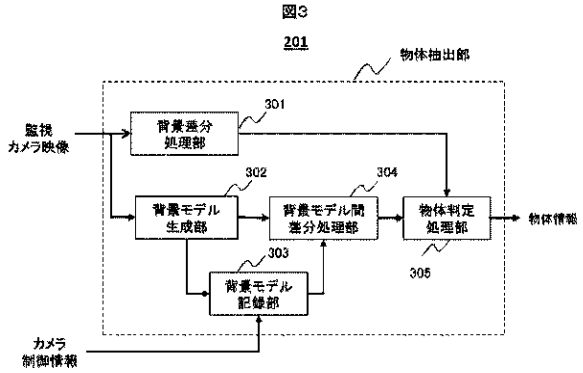 図3
201
物体抽出部
監視
カメラ映像
301
背景差分
処理部
302
背景モデル
生成部
304
背景モデル間
差分処理部
物体判定
処理部
305
物体情報
303
背景モデル
記録部
カメラ
制御情報